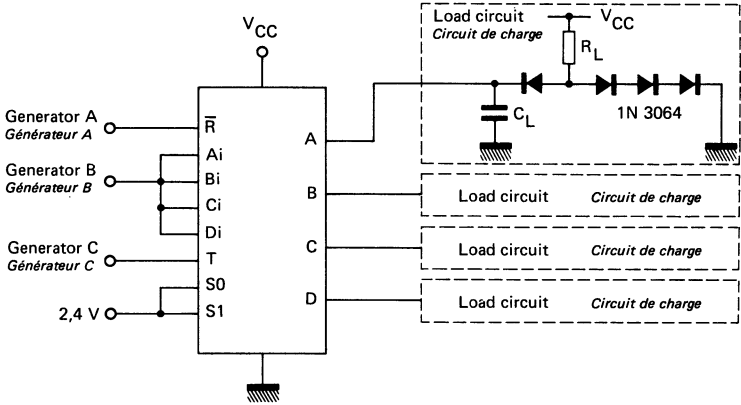 Load circuit
Circuit de charge
VCC
RL
CL
1N 3064
VCC
Generator A
Générateur A
Generator B
Générateur B
Generator C
Générateur C
2,4 V
R̅
Ai
Bi
Ci
Di
T
S0
S1
A
B
C
D
Load circuit Circuit de charge
Load circuit Circuit de charge
Load circuit Circuit de charge